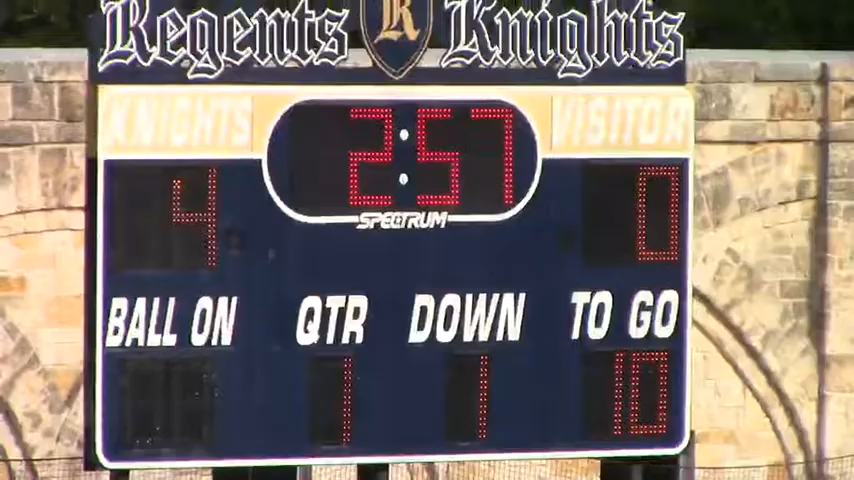 Regents R Knights
KNIGHTS 2:57 VISITOR
4 SPECTRUM 0
BALL ON QTR DOWN TO GO
1 1 10